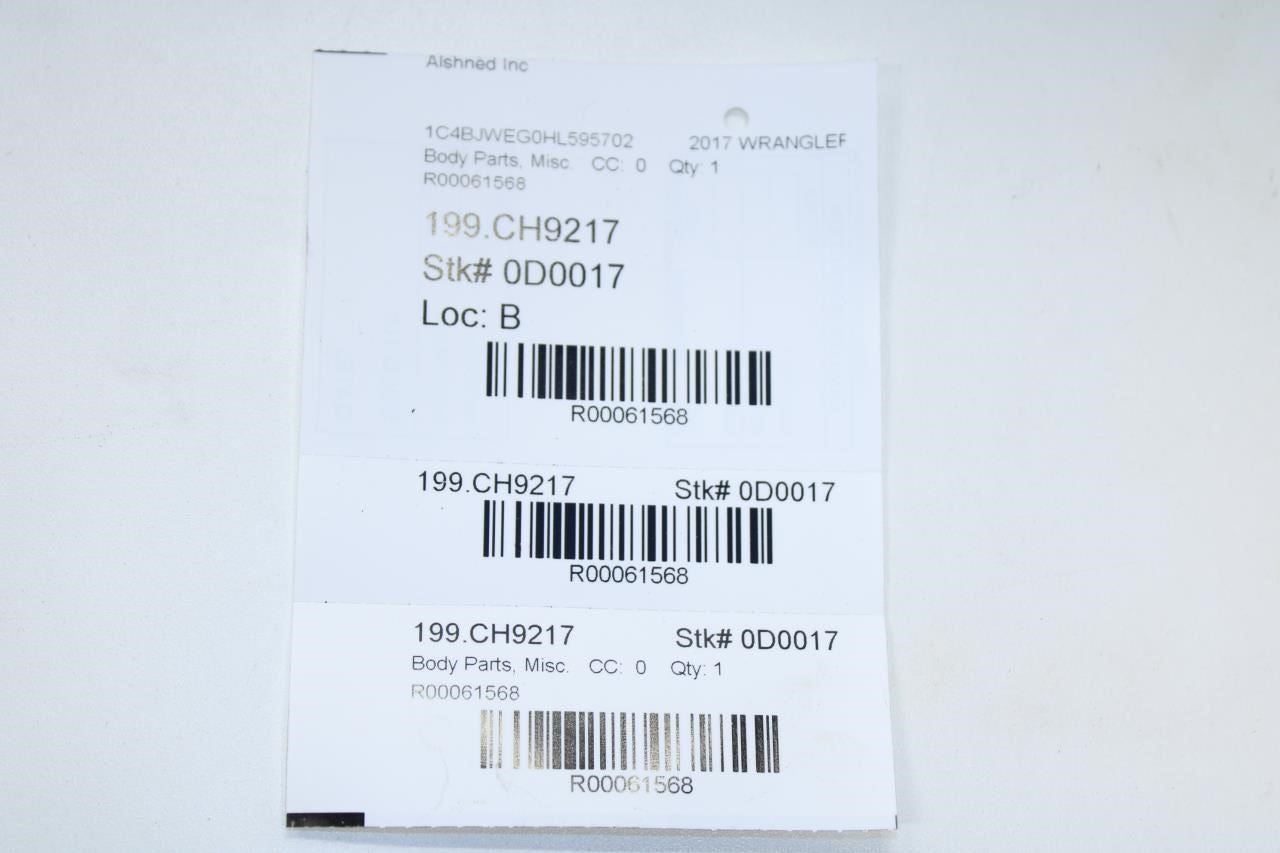 Alshned Inc
1C4BJWEG0HL595702 2017 WRANGLER
Body Parts, Misc. CC: 0 Qty: 1
R00061568
199.CH9217
Stk# 0D0017
Loc: B
R00061568
199.CH9217 Stk# 0D0017
R00061568
199.CH9217 Stk# 0D0017
Body Parts, Misc. CC: 0 Qty: 1
R00061568
R00061568